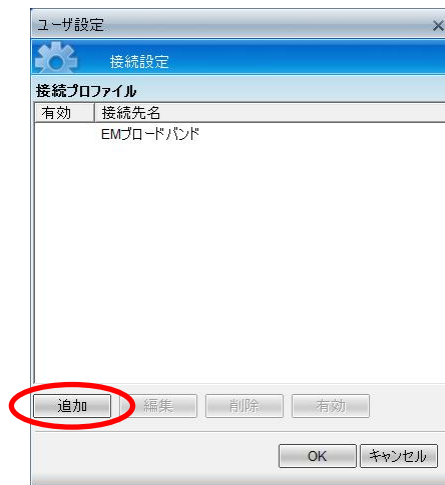 ユーザ設定
接続設定
接続プロファイル
有効 接続先名
EMブロードバンド
追加 編集 削除 有効
OK キャンセル